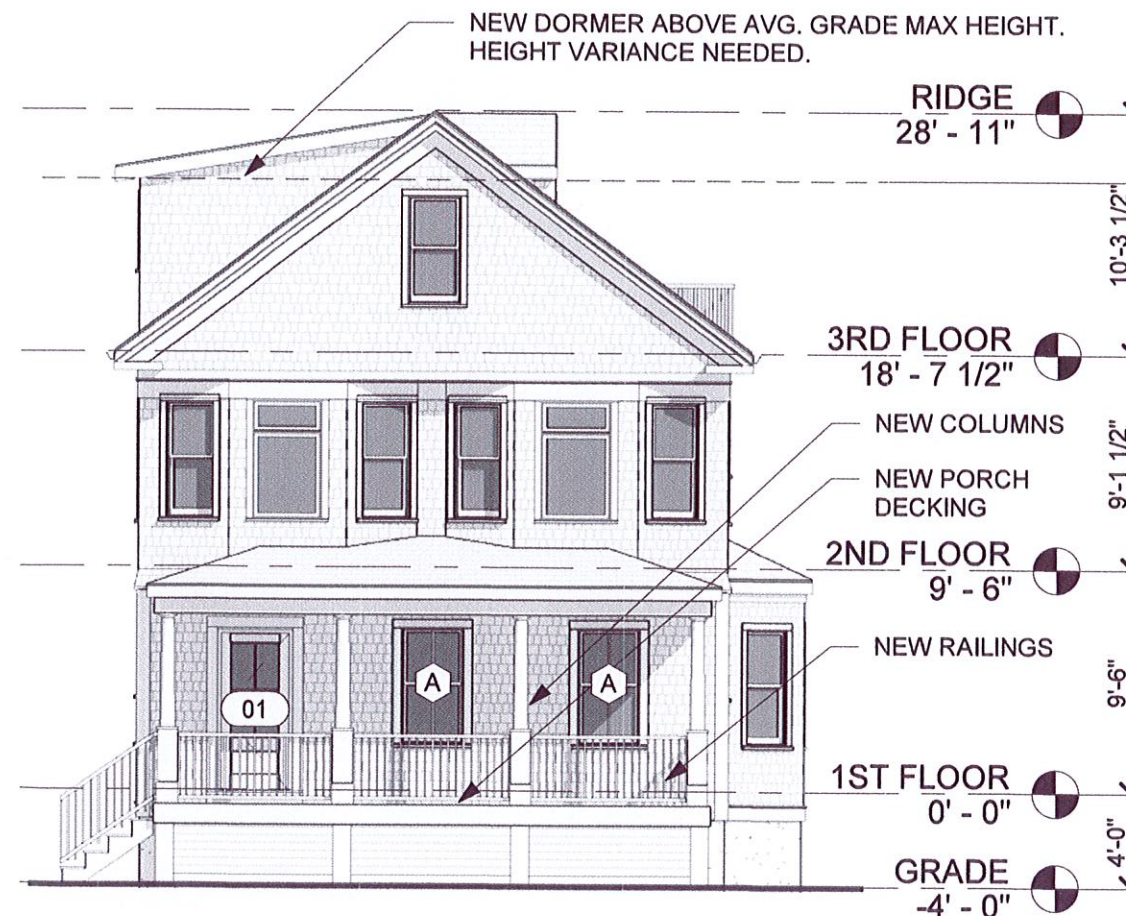 NEW DORMER ABOVE AVG. GRADE MAX HEIGHT.
HEIGHT VARIANCE NEEDED.
RIDGE
28' - 11"
10'-3 1/2"
3RD FLOOR
18' - 7 1/2"
NEW COLUMNS
9'-1 1/2"
NEW PORCH
DECKING
2ND FLOOR
9' - 6"
NEW RAILINGS
9'-6"
A
A
01
1ST FLOOR
0' - 0"
4'-0"
GRADE
-4' - 0"